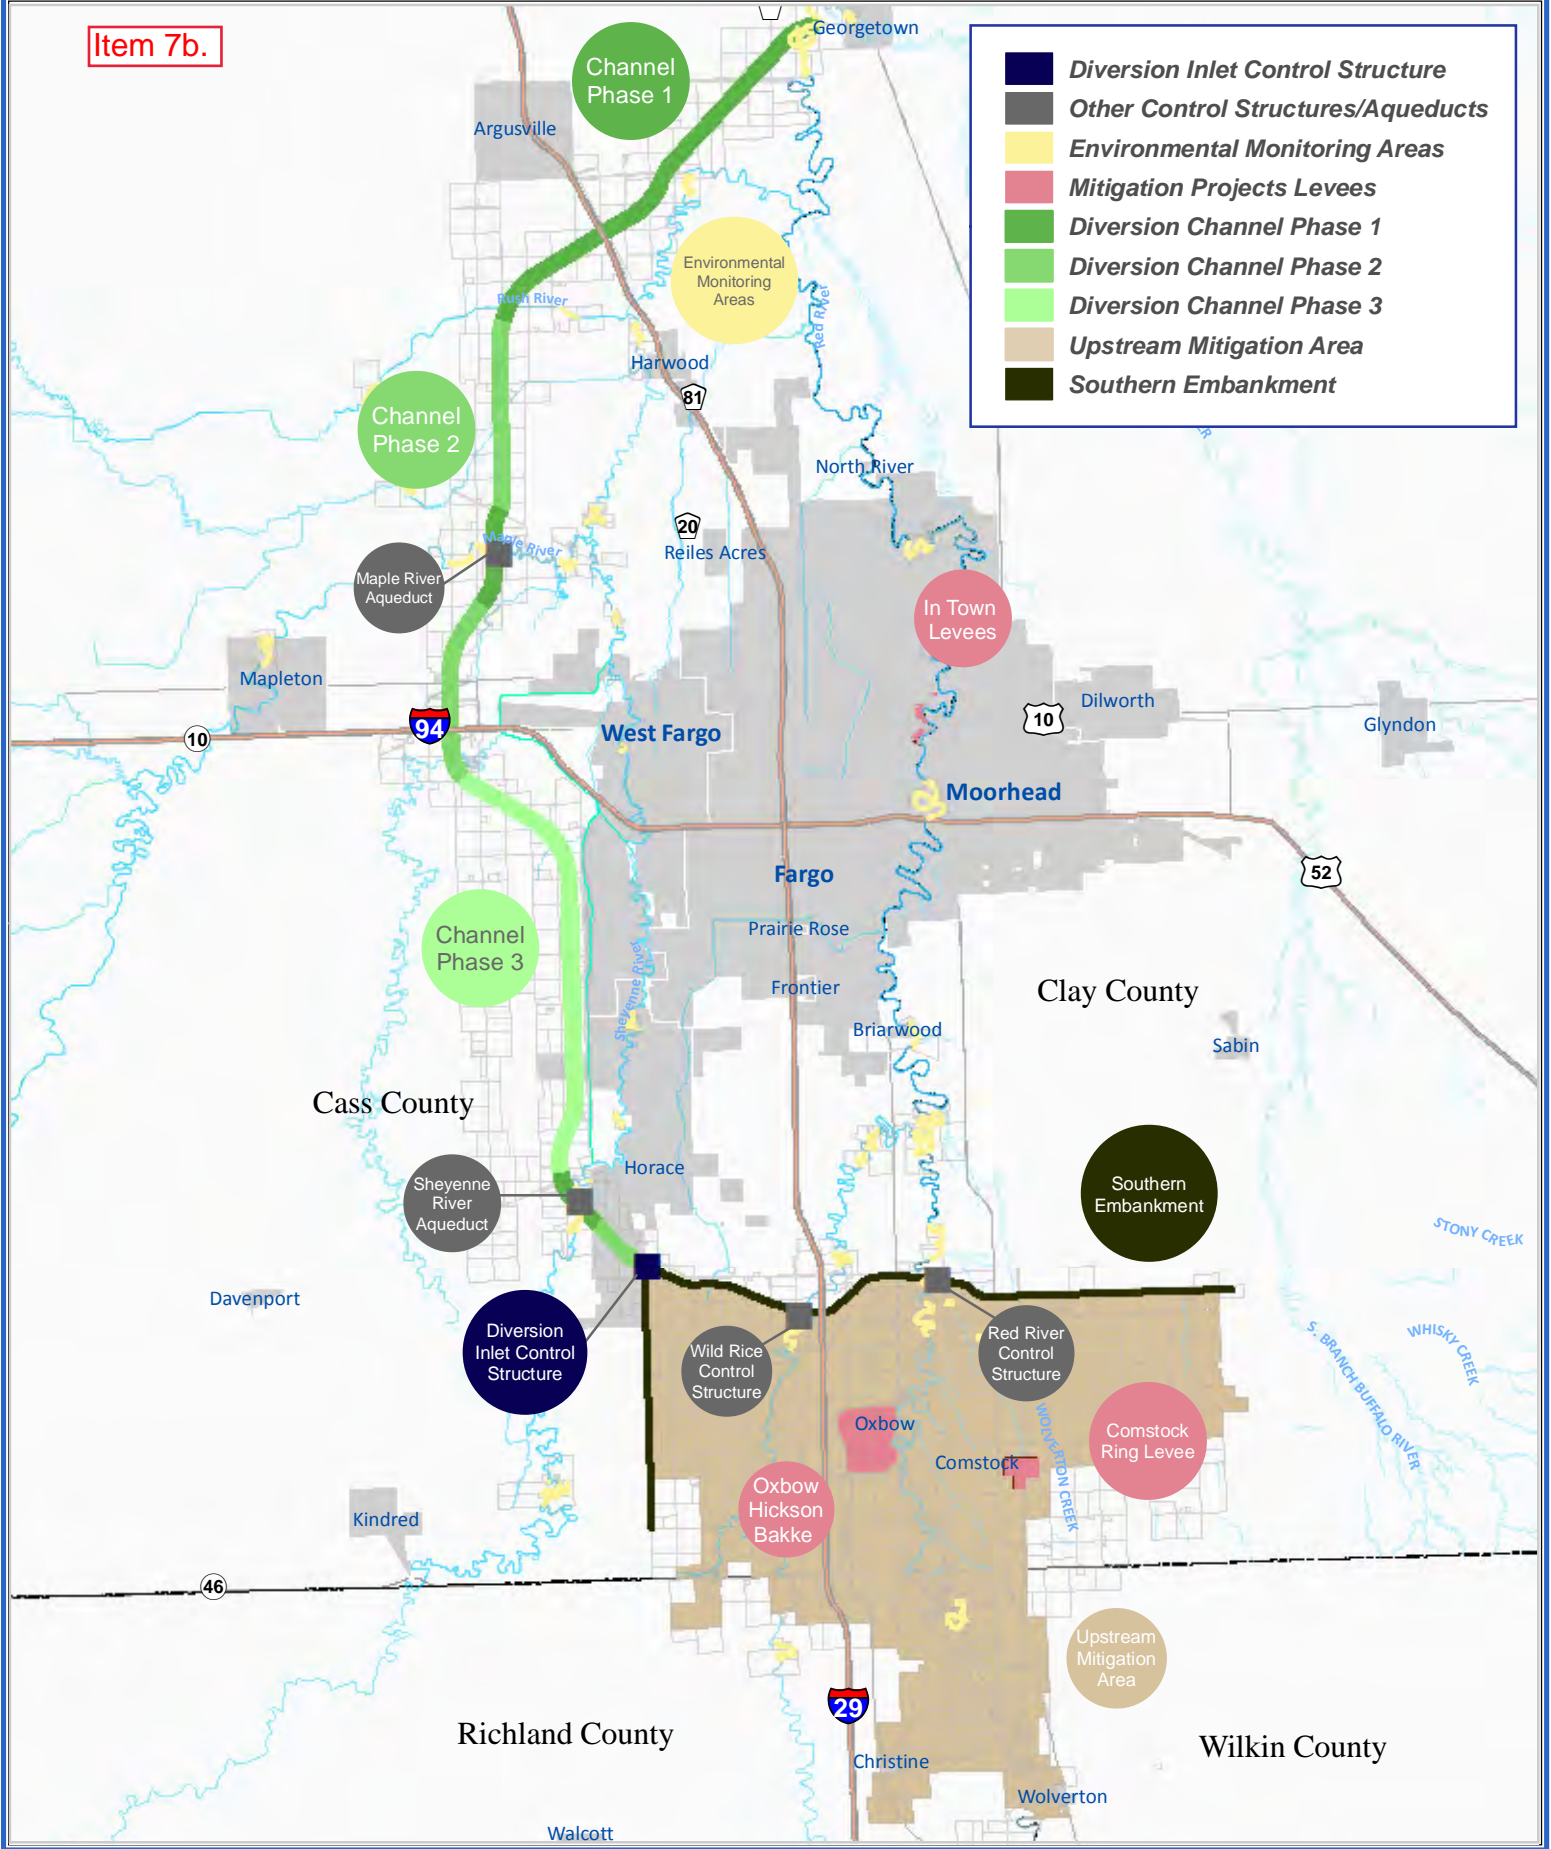 Item 7b.
Georgetown
Channel
Phase 1
Argusville
Diversion Inlet Control Structure
Other Control Structures/Aqueducts
Environmental Monitoring Areas
Mitigation Projects Levees
Diversion Channel Phase 1
Diversion Channel Phase 2
Diversion Channel Phase 3
Upstream Mitigation Area
Southern Embankment
Environmental
Monitoring
Areas
Rush River
Red River
Harwood
81
Channel
Phase 2
North River
20
Reiles Acres
Maple River
Maple River
Aqueduct
In Town
Levees
Mapleton
94
10
West Fargo
10
Dilworth
Glyndon
Moorhead
Fargo
52
Channel
Phase 3
Prairie Rose
Sheyenne River
Frontier
Clay County
Briarwood
Sabin
Cass County
Horace
Sheyenne
River
Aqueduct
Southern
Embankment
STONY CREEK
Davenport
Diversion
Inlet Control
Structure
Wild Rice
Control
Structure
Red River
Control
Structure
S. BRANCH BUFFALO RIVER
WHISKY CREEK
Oxbow
WOLVERTON CREEK
Comstock
Comstock
Ring Levee
Oxbow
Hickson
Bakke
Kindred
46
Upstream
Mitigation
Area
29
Richland County
Wilkin County
Christine
Wolverton
Walcott